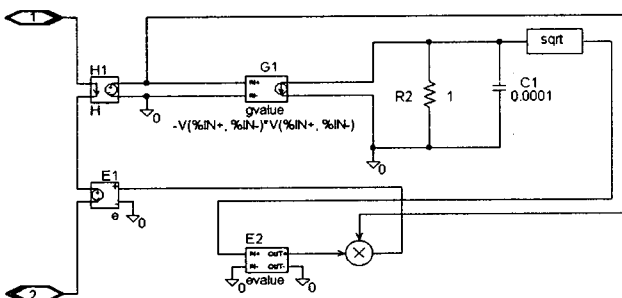 1
H1
H
0
G1
IN+
IN-
gvalue
-V(%IN+, %IN-)*V(%IN+, %IN-)
R2
1
C1
0.0001
sqrt
0
E1
+
-
e
0
E2
IN+ OUT+
IN- OUT-
evalue
0
0
2